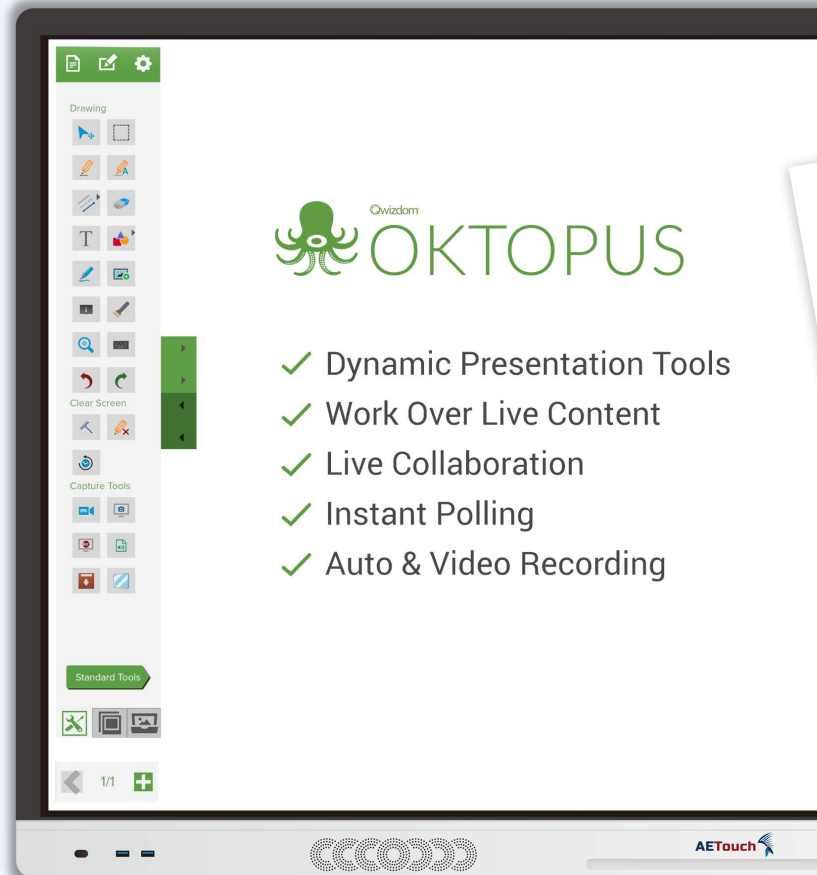 Drawing
T
Clear Screen
Capture Tools
Standard Tools
1/1
Qwizdom
OKTOPUS
Dynamic Presentation Tools
Work Over Live Content
Live Collaboration
Instant Polling
Auto & Video Recording
AETouch